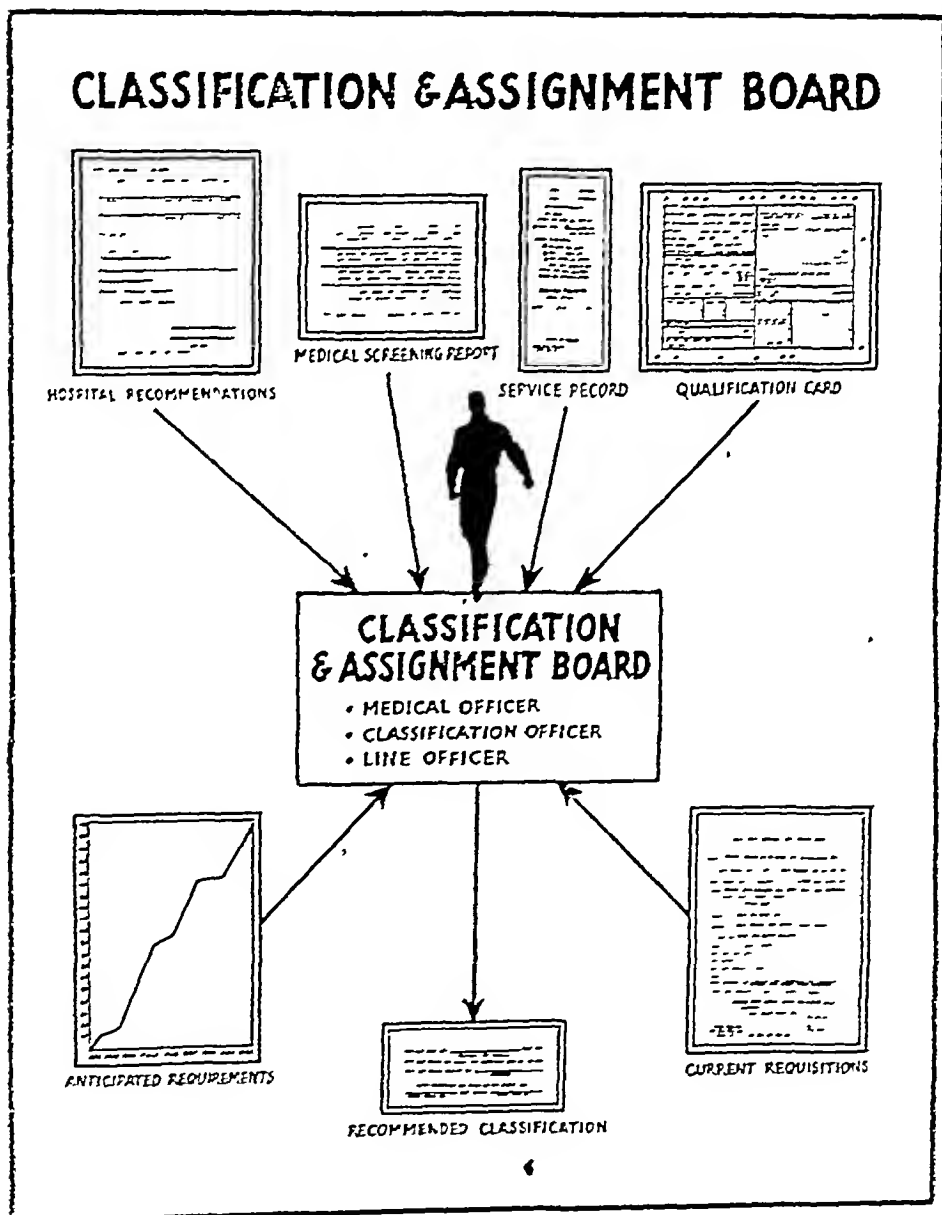 CLASSIFICATION & ASSIGNMENT BOARD
HOSPITAL RECOMMENDATIONS
MEDICAL SCREENING REPORT
SERVICE RECORD
QUALIFICATION CARD
CLASSIFICATION
& ASSIGNMENT BOARD
• MEDICAL OFFICER
• CLASSIFICATION OFFICER
• LINE OFFICER
ANTICIPATED REQUIREMENTS
CURRENT REQUISITIONS
RECOMMENDED CLASSIFICATION